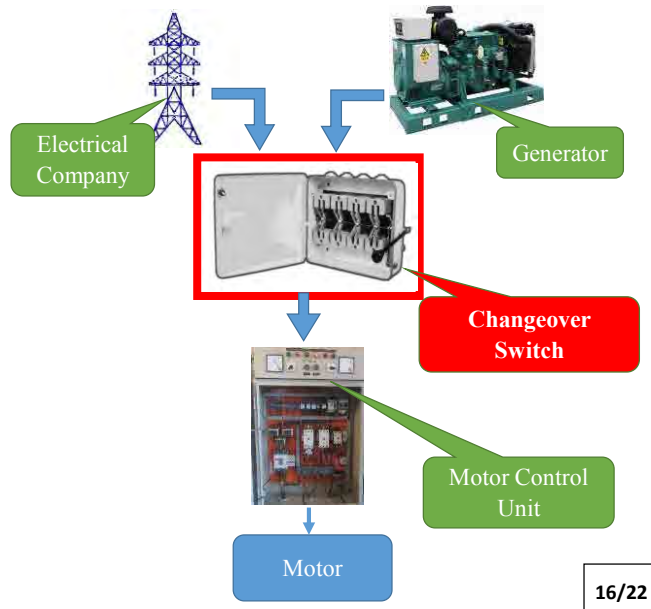 Electrical
Company
Generator
Changeover
Switch
Motor Control
Unit
Motor
16/22